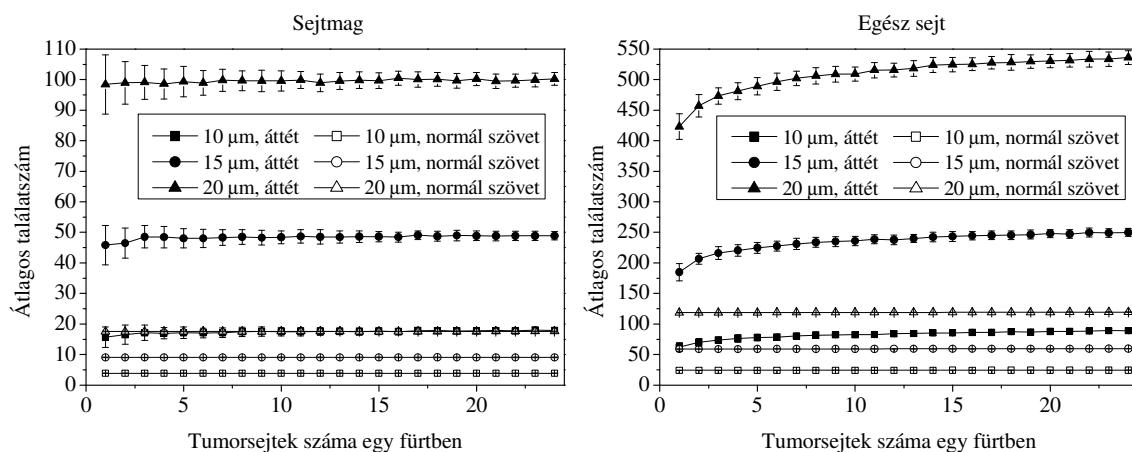 Sejtmag
110
100
90
80
70
60
50
40
30
20
10
0
0 5 10 15 20
Átlagos találatszám
Tumorsejtek száma egy fürtben
10 µm, áttét 10 µm, normál szövet
15 µm, áttét 15 µm, normál szövet
20 µm, áttét 20 µm, normál szövet
Egész sejt
550
500
450
400
350
300
250
200
150
100
50
0
0 5 10 15 20
Átlagos találatszám
Tumorsejtek száma egy fürtben
10 µm, áttét 10 µm, normál szövet
15 µm, áttét 15 µm, normál szövet
20 µm, áttét 20 µm, normál szövet